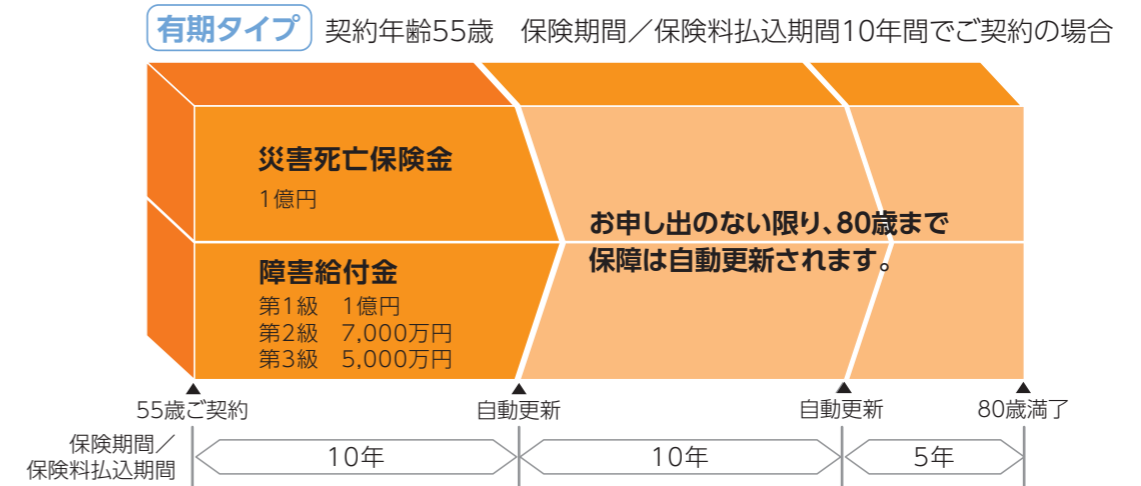 有期タイプ 契約年齢55歳　保険期間／保険料払込期間10年間でご契約の場合
災害死亡保険金
1億円
お申し出のない限り、80歳まで
保障は自動更新されます。
障害給付金
第1級　1億円
第2級　7,000万円
第3級　5,000万円
55歳ご契約　自動更新　自動更新　80歳満了
保険期間／
保険料払込期間
10年　10年　5年